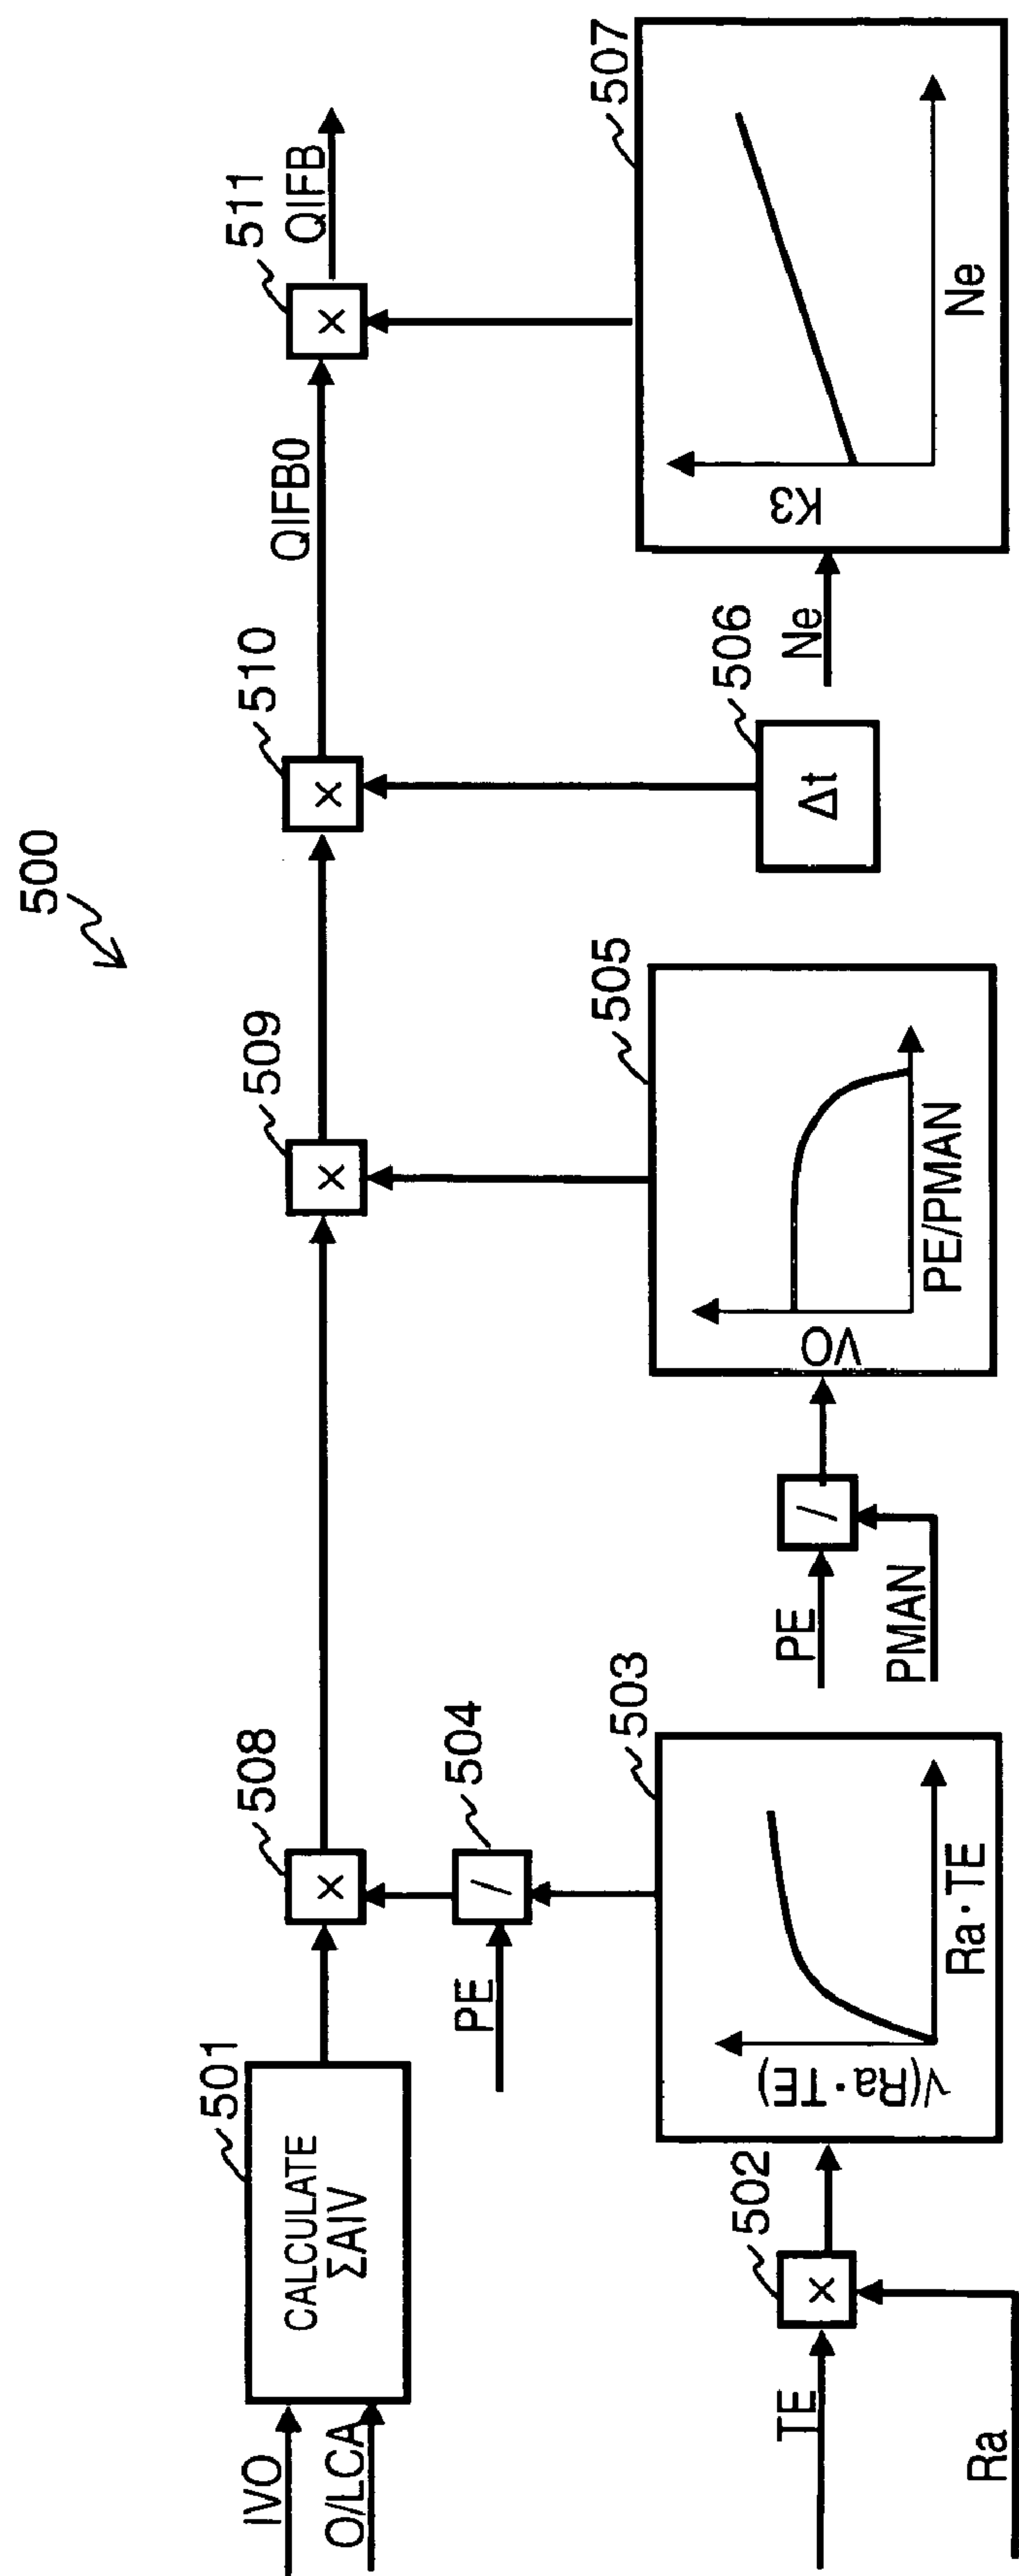 500
501
CALCULATE
ΣAIV
IVO
O/LCA
508
×
509
×
510
×
QIFB0
511
×
QIFB
PE
504
/
503
√(Ra·TE)
Ra·TE
502
×
TE
Ra
PE
/
PMAN
505
VO
PE/PMAN
506
Δt
Ne
507
K3
Ne